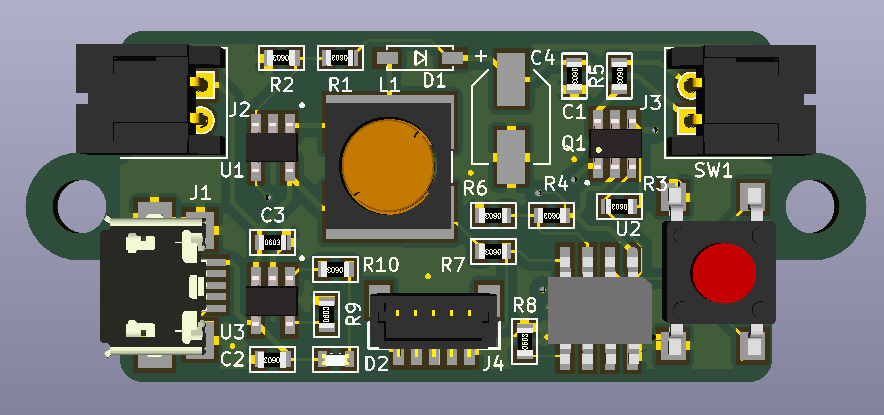 + C4
R2 R1 L1 D1 R5
J2 C1 J3
U1 Q1 SW1
R6 R4 R3
J1
C3 U2
R10 R7
R8
R9
U3
C2 D2 J4